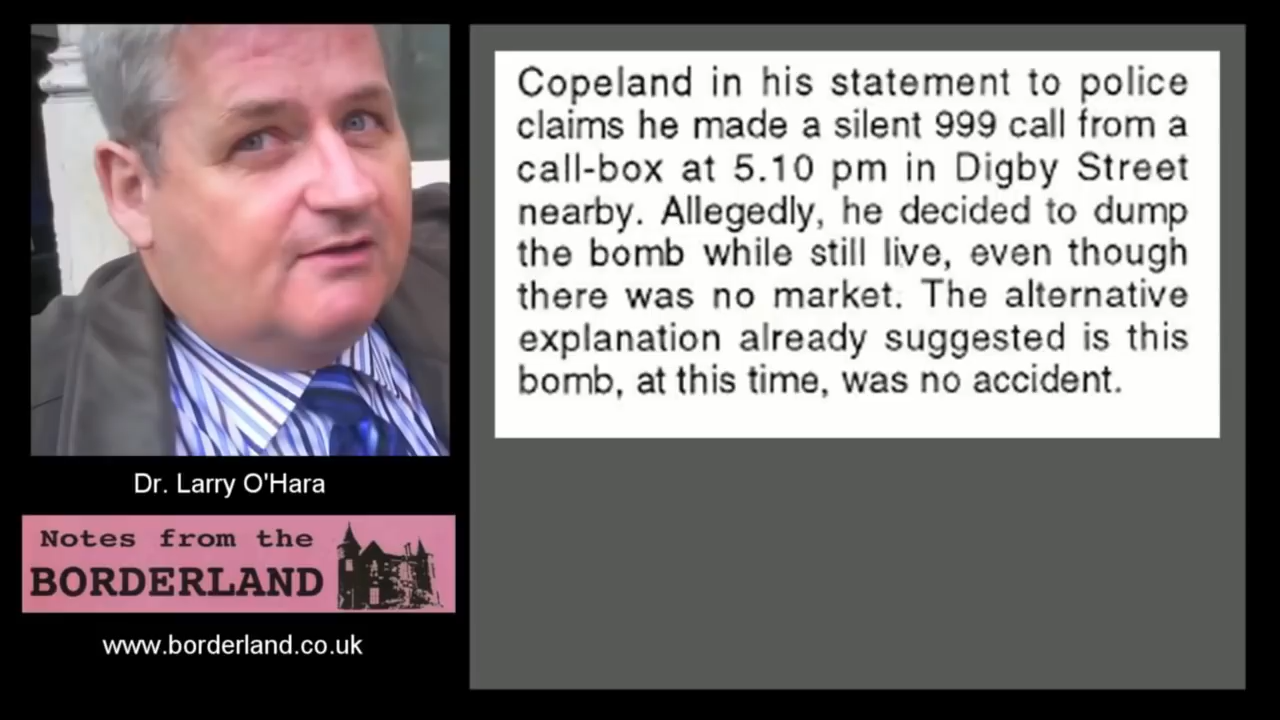 Copeland in his statement to police
claims he made a silent 999 call from a
call-box at 5.10 pm in Digby Street
nearby. Allegedly, he decided to dump
the bomb while still live, even though
there was no market. The alternative
explanation already suggested is this
bomb, at this time, was no accident.
Dr. Larry O'Hara
Notes from the
BORDERLAND
www.borderland.co.uk